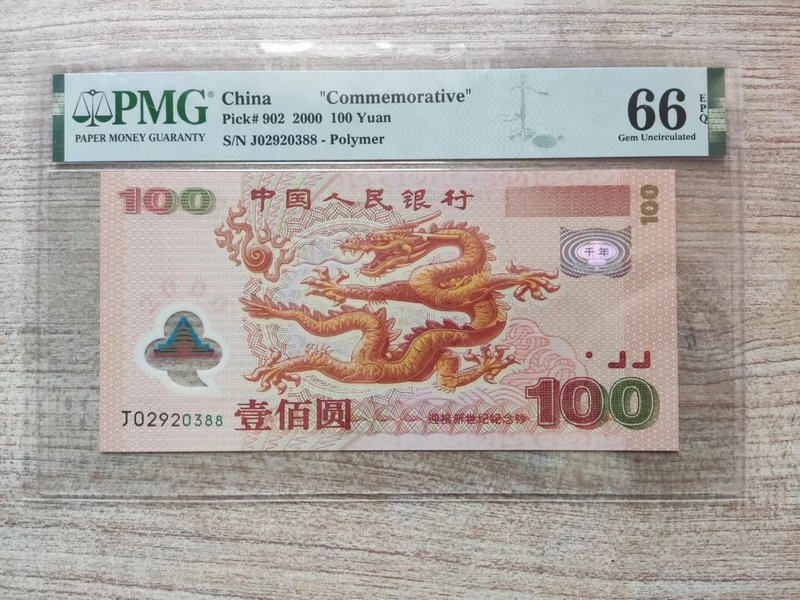 PMG®
PAPER MONEY GUARANTY
China "Commemorative"
Pick# 902 2000 100 Yuan
S/N J02920388 - Polymer
66
EPQ
Gem Uncirculated
100
中国人民银行
100
千年
J02920388
壹佰圆
迎接新世纪纪念钞
100